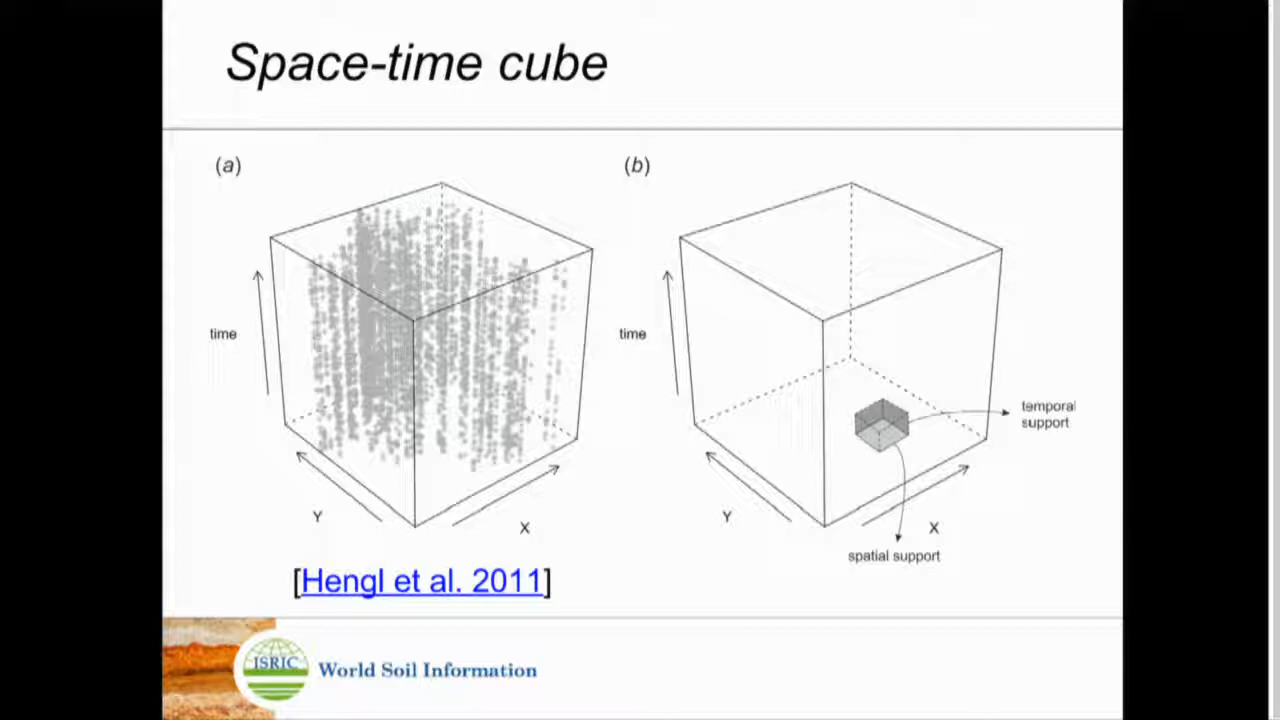 Space-time cube
(a)
(b)
time
time
temporal
support
Y
X
Y
X
spatial support
[Hengl et al. 2011]
ISRIC
World Soil Information